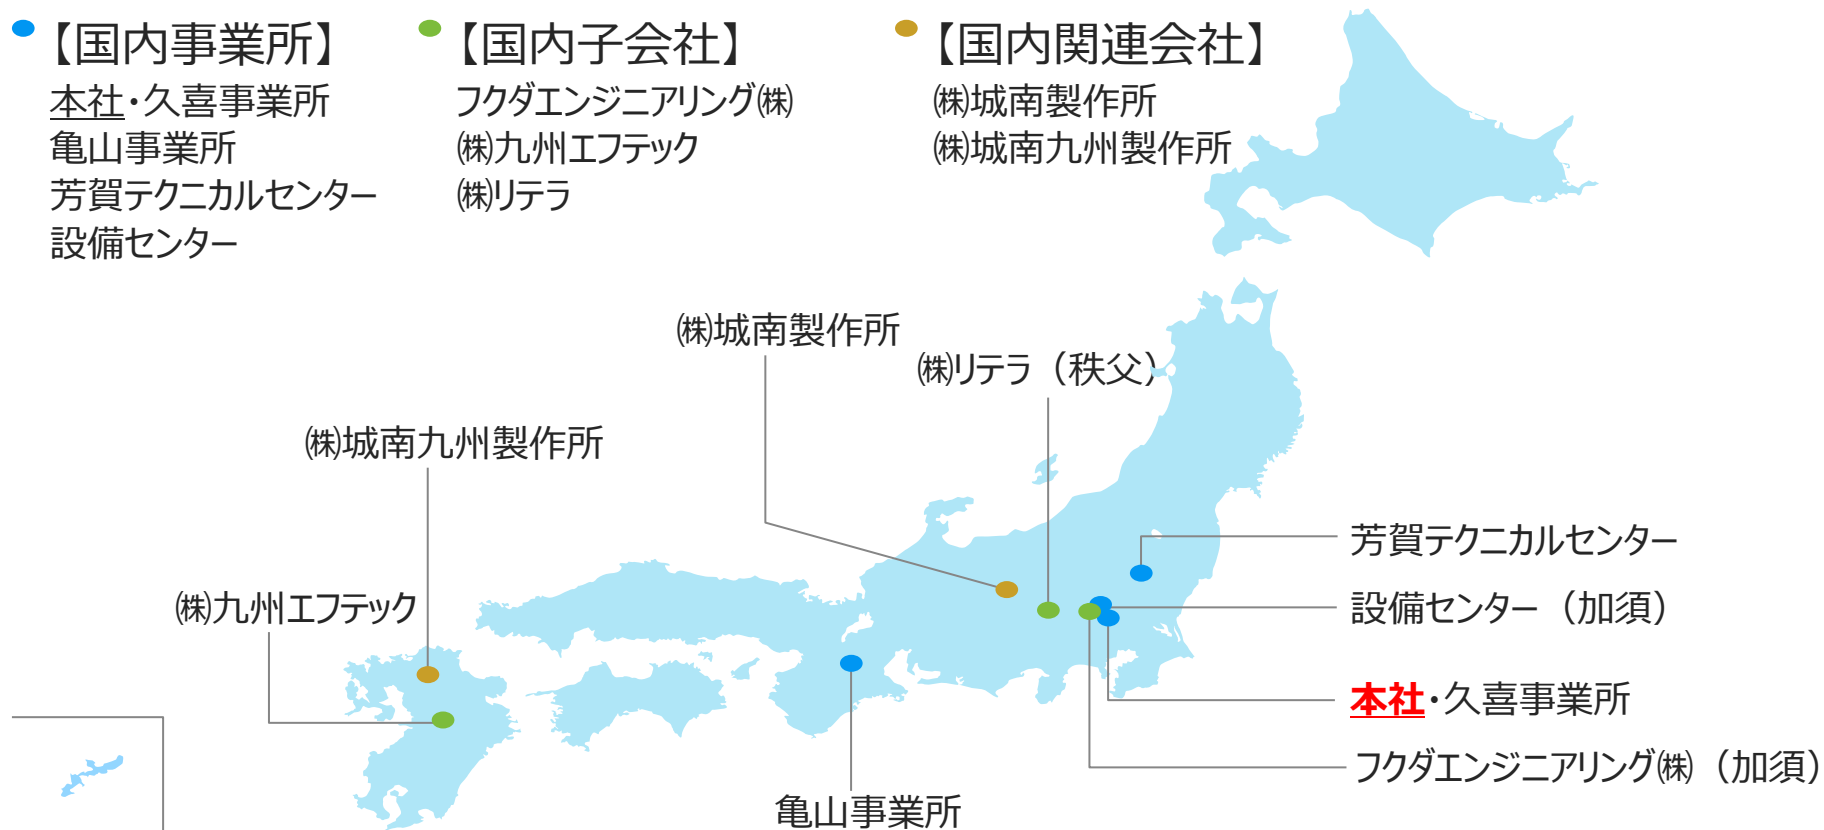 【国内事業所】
本社・久喜事業所
亀山事業所
芳賀テクニカルセンター
設備センター
【国内子会社】
フクダエンジニアリング㈱
㈱九州エフテック
㈱リテラ
【国内関連会社】
㈱城南製作所
㈱城南九州製作所
㈱城南製作所
㈱リテラ（秩父）
㈱城南九州製作所
芳賀テクニカルセンター
㈱九州エフテック
設備センター（加須）
本社・久喜事業所
フクダエンジニアリング㈱（加須）
亀山事業所